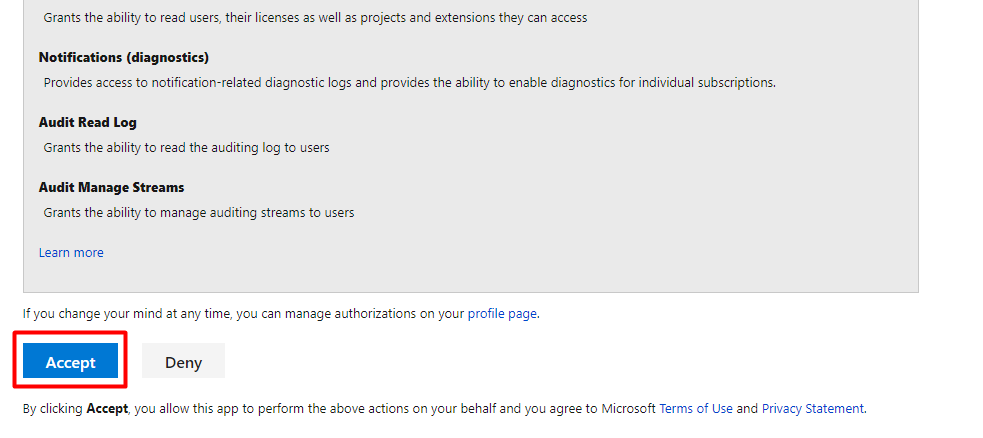 Grants the ability to read users, their licenses as well as projects and extensions they can access
Notifications (diagnostics)
Provides access to notification-related diagnostic logs and provides the ability to enable diagnostics for individual subscriptions.
Audit Read Log
Grants the ability to read the auditing log to users
Audit Manage Streams
Grants the ability to manage auditing streams to users
Learn more
If you change your mind at any time, you can manage authorizations on your profile page.
Accept Deny
By clicking Accept, you allow this app to perform the above actions on your behalf and you agree to Microsoft Terms of Use and Privacy Statement.